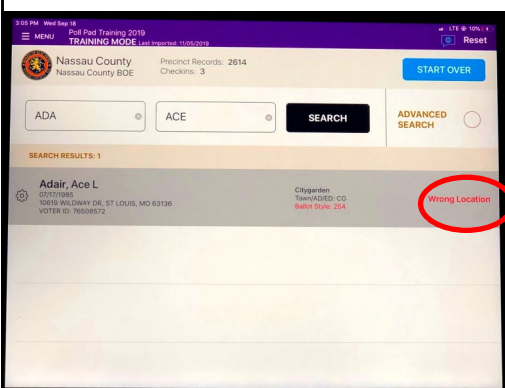 3:05 PM Wed Sep 18
LTE 10%
MENU
Poll Pad Training 2019
TRAINING MODE Last Imported: 11/05/2019
Reset
Nassau County
Nassau County BOE
Precinct Records: 2614
Checkins: 3
START OVER
ADA
ACE
SEARCH
ADVANCED
SEARCH
SEARCH RESULTS: 1
Adair, Ace L
07/17/1985
10619 WILDWAY DR, ST LOUIS, MO 63136
VOTER ID: 76508572
Citygarden
Town/AD/ED: CG
Ballot Style: 254
Wrong Location